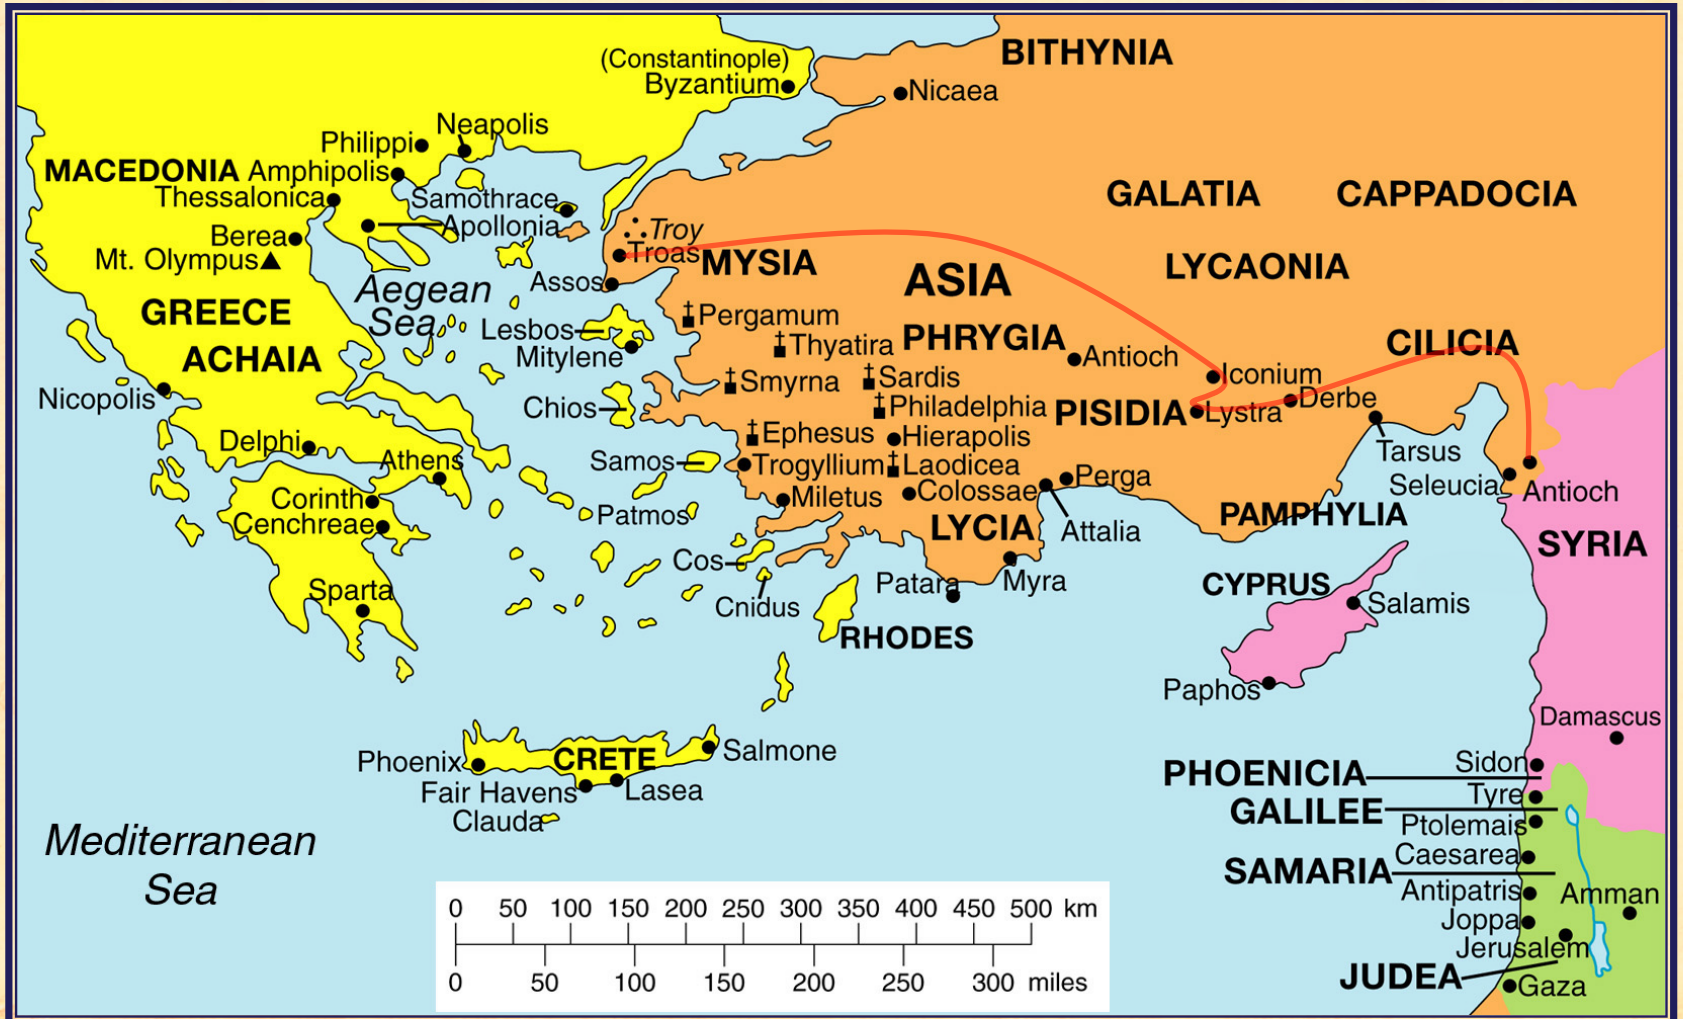 (Constantinople)
Byzantium
BITHYNIA
Nicaea
Neapolis
Philippi
MACEDONIA
Amphipolis
Thessalonica
Samothrace
Apollonia
Berea
Mt. Olympus
Troy
Troas
MYSIA
GALATIA
CAPPADOCIA
LYCAONIA
ASIA
Assos
Aegean
Sea
GREECE
ACHAIA
Lesbos
Mitylene
Pergamum
Thyatira
PHRYGIA
Antioch
CILICIA
Nicopolis
Smyrna
Sardis
Iconium
Chios
Philadelphia
PISIDIA
Lystra
Derbe
Delphi
Athens
Ephesus
Hierapolis
Tarsus
Samos
Trogyllium
Laodicea
Perga
Seleucia
Antioch
Corinth
Cenchreae
Miletus
Colossae
Patmos
LYCIA
Attalia
PAMPHYLIA
SYRIA
Cos
Cnidus
Patara
Myra
CYPRUS
Salamis
Sparta
RHODES
Paphos
Damascus
Phoenix
CRETE
Salmone
Fair Havens
Lasea
Clauda
PHOENICIA
Sidon
Tyre
GALILEE
Ptolemais
Caesarea
SAMARIA
Antipatris
Amman
Joppa
Jerusalem
JUDEA
Gaza
Mediterranean
Sea
0 50 100 150 200 250 300 350 400 450 500 km
0 50 100 150 200 250 300 miles